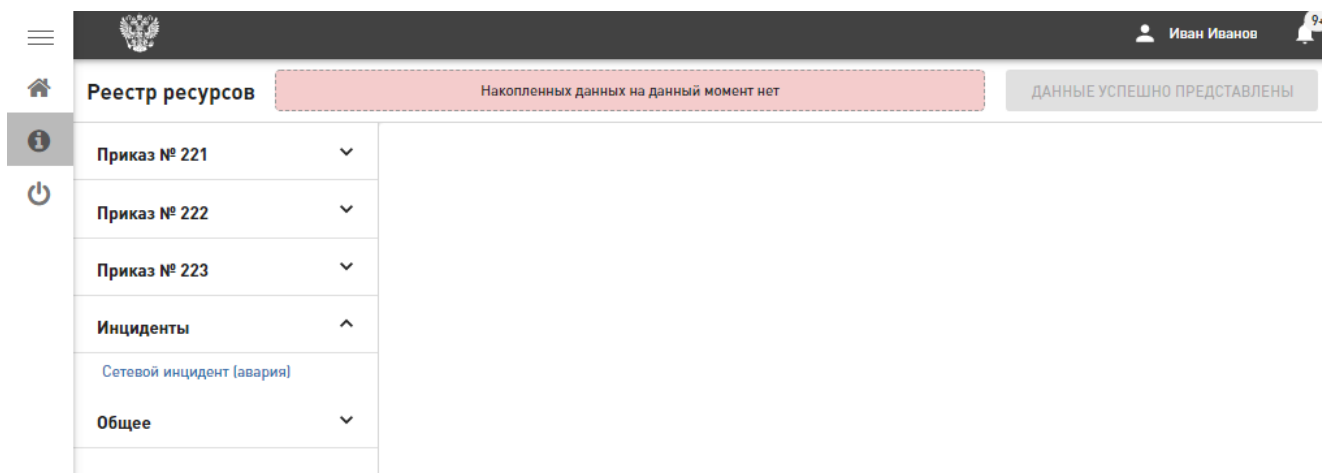 Иван Иванов
9+
Реестр ресурсов
Накопленных данных на данный момент нет
ДАННЫЕ УСПЕШНО ПРЕДСТАВЛЕНЫ
Приказ № 221
Приказ № 222
Приказ № 223
Инциденты
Сетевой инцидент (авария)
Общее